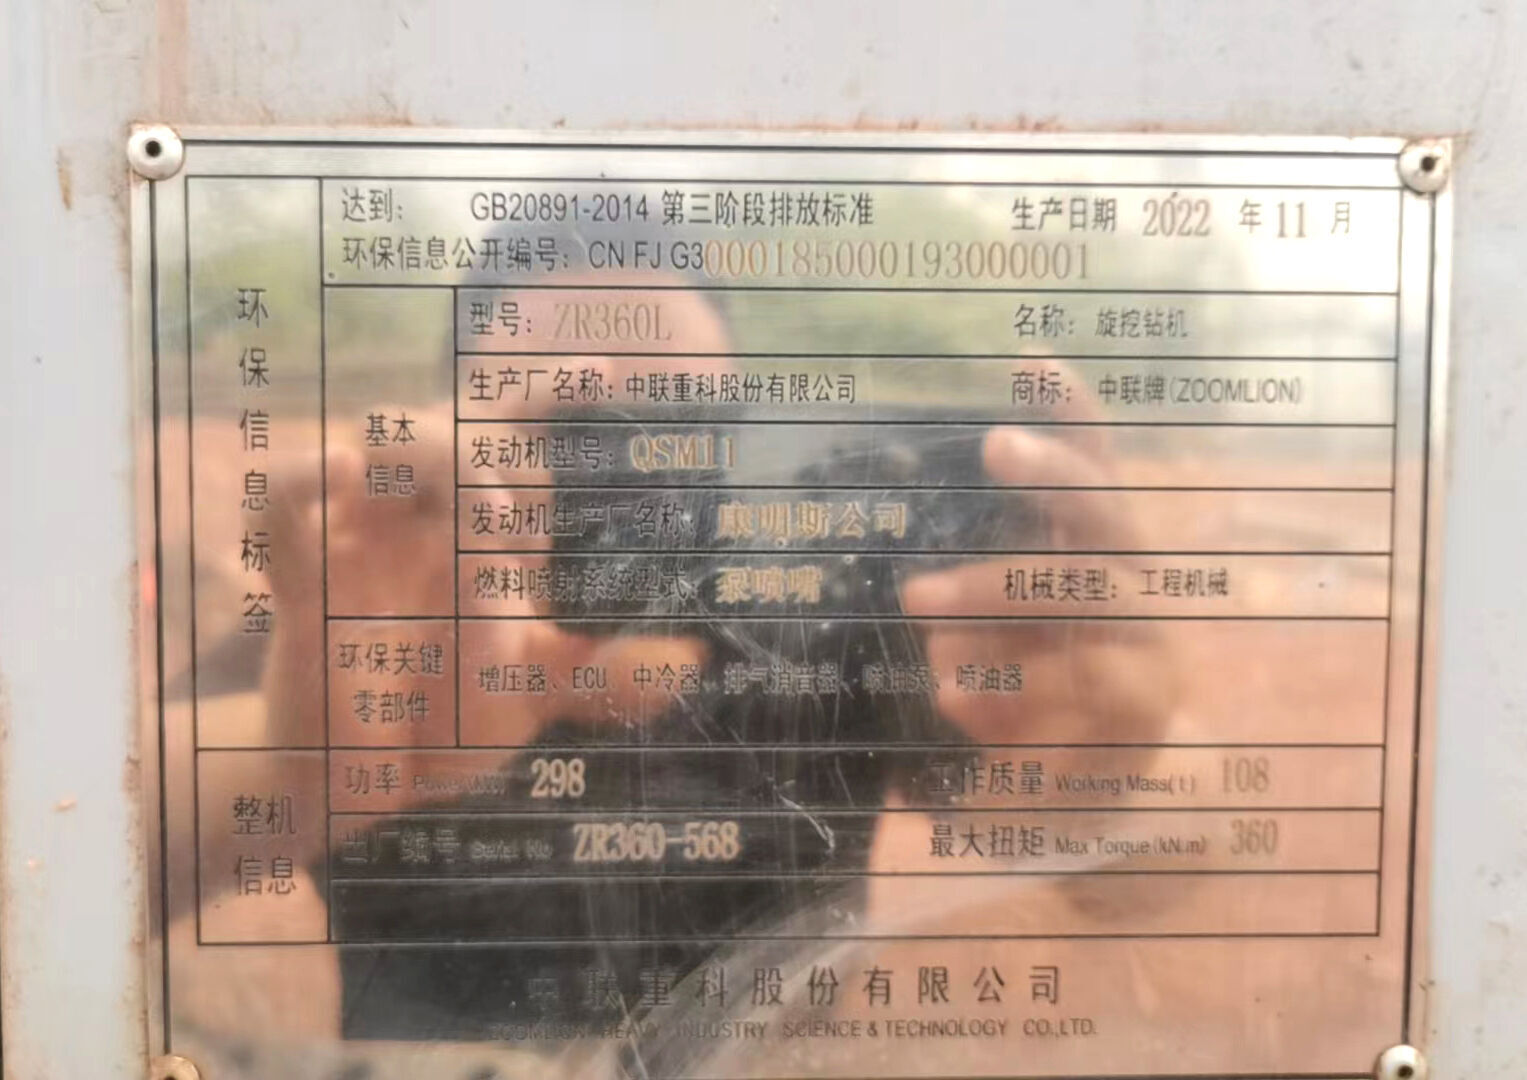 达到: GB20891-2014 第三阶段排放标准 生产日期 2022 年 11 月
环保信息公开编号: CN FJ G30001850000193000001
环保信息标签
基本信息
型号: ZR360L 名称: 旋挖钻机
生产厂名称: 中联重科股份有限公司 商标: 中联牌(ZOOMLION)
发动机型号: QSM11
发动机生产厂名称: 康明斯公司
燃料喷射系统型式: 泵喷嘴 机械类型: 工程机械
环保关键零部件
增压器、ECU、中冷器、排气消音器、喷油泵、喷油器
整机信息
功率 Power(kW) 298 工作质量 Working Mass(t) 108
出厂编号 Serial No ZR360-568 最大扭矩 Max Torque(kN.m) 360
中联重科股份有限公司
ZOOMLION HEAVY INDUSTRY SCIENCE & TECHNOLOGY CO.,LTD.